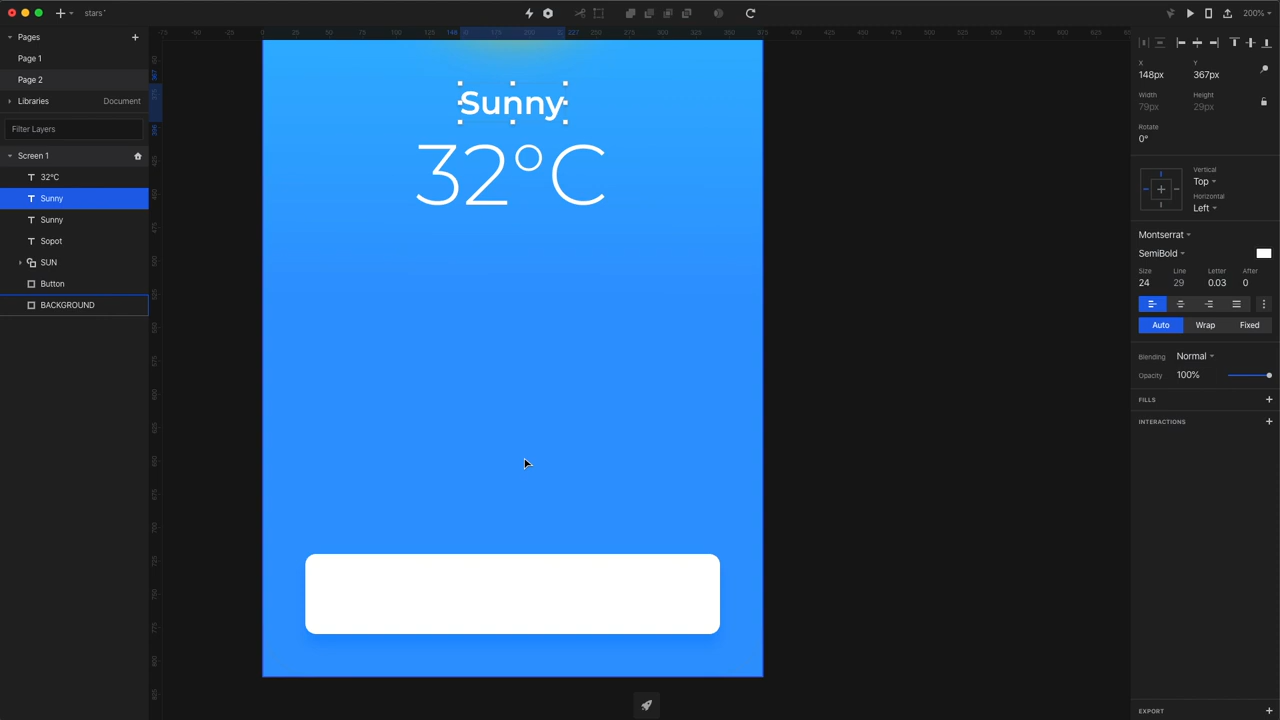 stars*
200%
Pages
Page 1
Page 2
Libraries
Document
Filter Layers
Screen 1
32°C
Sunny
Sunny
Sopot
SUN
Button
BACKGROUND
Sunny
32°C
X
Y
148px
367px
Width
Height
79px
29px
Rotate
0°
Vertical
Top
Horizontal
Left
Montserrat
SemiBold
Size
Line
Letter
After
24
29
0.03
0
Auto
Wrap
Fixed
Blending
Normal
Opacity
100%
FILLS
INTERACTIONS
EXPORT